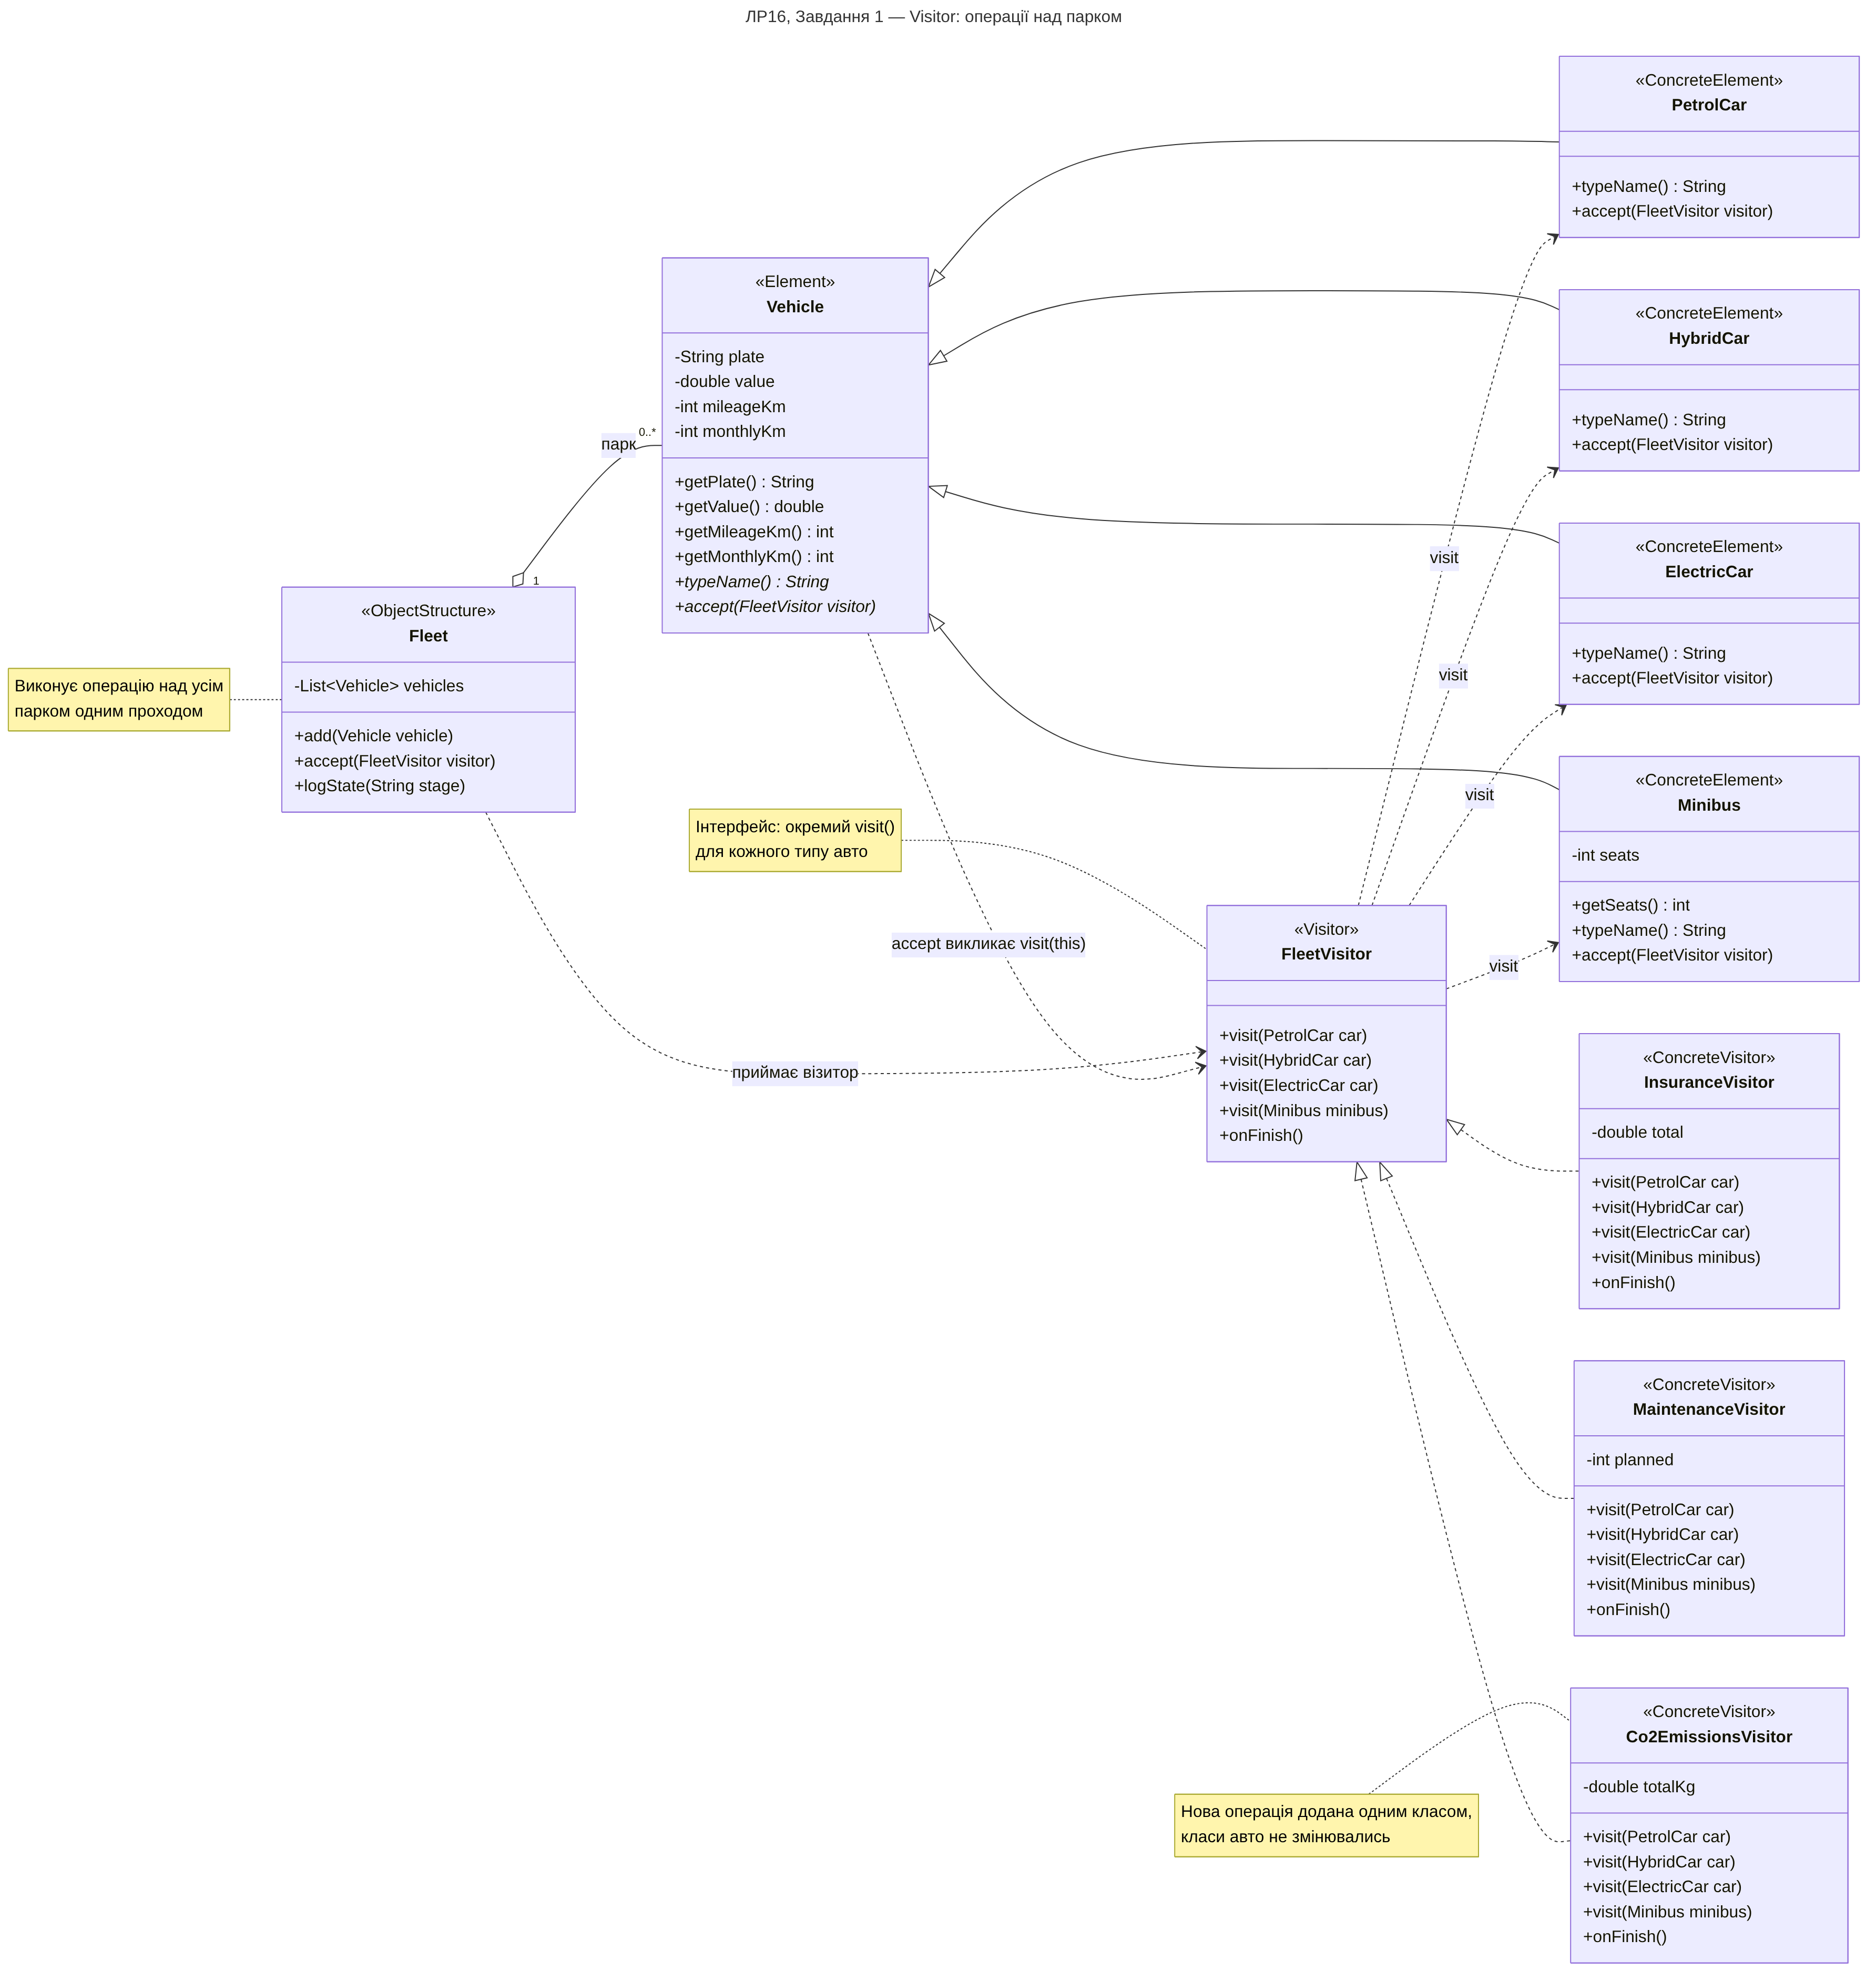 ЛР16, Завдання 1 — Visitor: операції над парком
«ConcreteElement»
PetrolCar
+typeName() : String
+accept(FleetVisitor visitor)
«ConcreteElement»
HybridCar
+typeName() : String
+accept(FleetVisitor visitor)
«ConcreteElement»
ElectricCar
+typeName() : String
+accept(FleetVisitor visitor)
«ConcreteElement»
Minibus
-int seats
+getSeats() : int
+typeName() : String
+accept(FleetVisitor visitor)
«Element»
Vehicle
-String plate
-double value
-int mileageKm
-int monthlyKm
+getPlate() : String
+getValue() : double
+getMileageKm() : int
+getMonthlyKm() : int
+typeName() : String
+accept(FleetVisitor visitor)
парк
0..*
1
«ObjectStructure»
Fleet
-List<Vehicle> vehicles
+add(Vehicle vehicle)
+accept(FleetVisitor visitor)
+logState(String stage)
Виконує операцію над усім
парком одним проходом
visit
visit
visit
visit
Інтерфейс: окремий visit()
для кожного типу авто
accept викликає visit(this)
приймає візитор
«Visitor»
FleetVisitor
+visit(PetrolCar car)
+visit(HybridCar car)
+visit(ElectricCar car)
+visit(Minibus minibus)
+onFinish()
«ConcreteVisitor»
InsuranceVisitor
-double total
+visit(PetrolCar car)
+visit(HybridCar car)
+visit(ElectricCar car)
+visit(Minibus minibus)
+onFinish()
«ConcreteVisitor»
MaintenanceVisitor
-int planned
+visit(PetrolCar car)
+visit(HybridCar car)
+visit(ElectricCar car)
+visit(Minibus minibus)
+onFinish()
«ConcreteVisitor»
Co2EmissionsVisitor
-double totalKg
+visit(PetrolCar car)
+visit(HybridCar car)
+visit(ElectricCar car)
+visit(Minibus minibus)
+onFinish()
Нова операція додана одним класом,
класи авто не змінювались